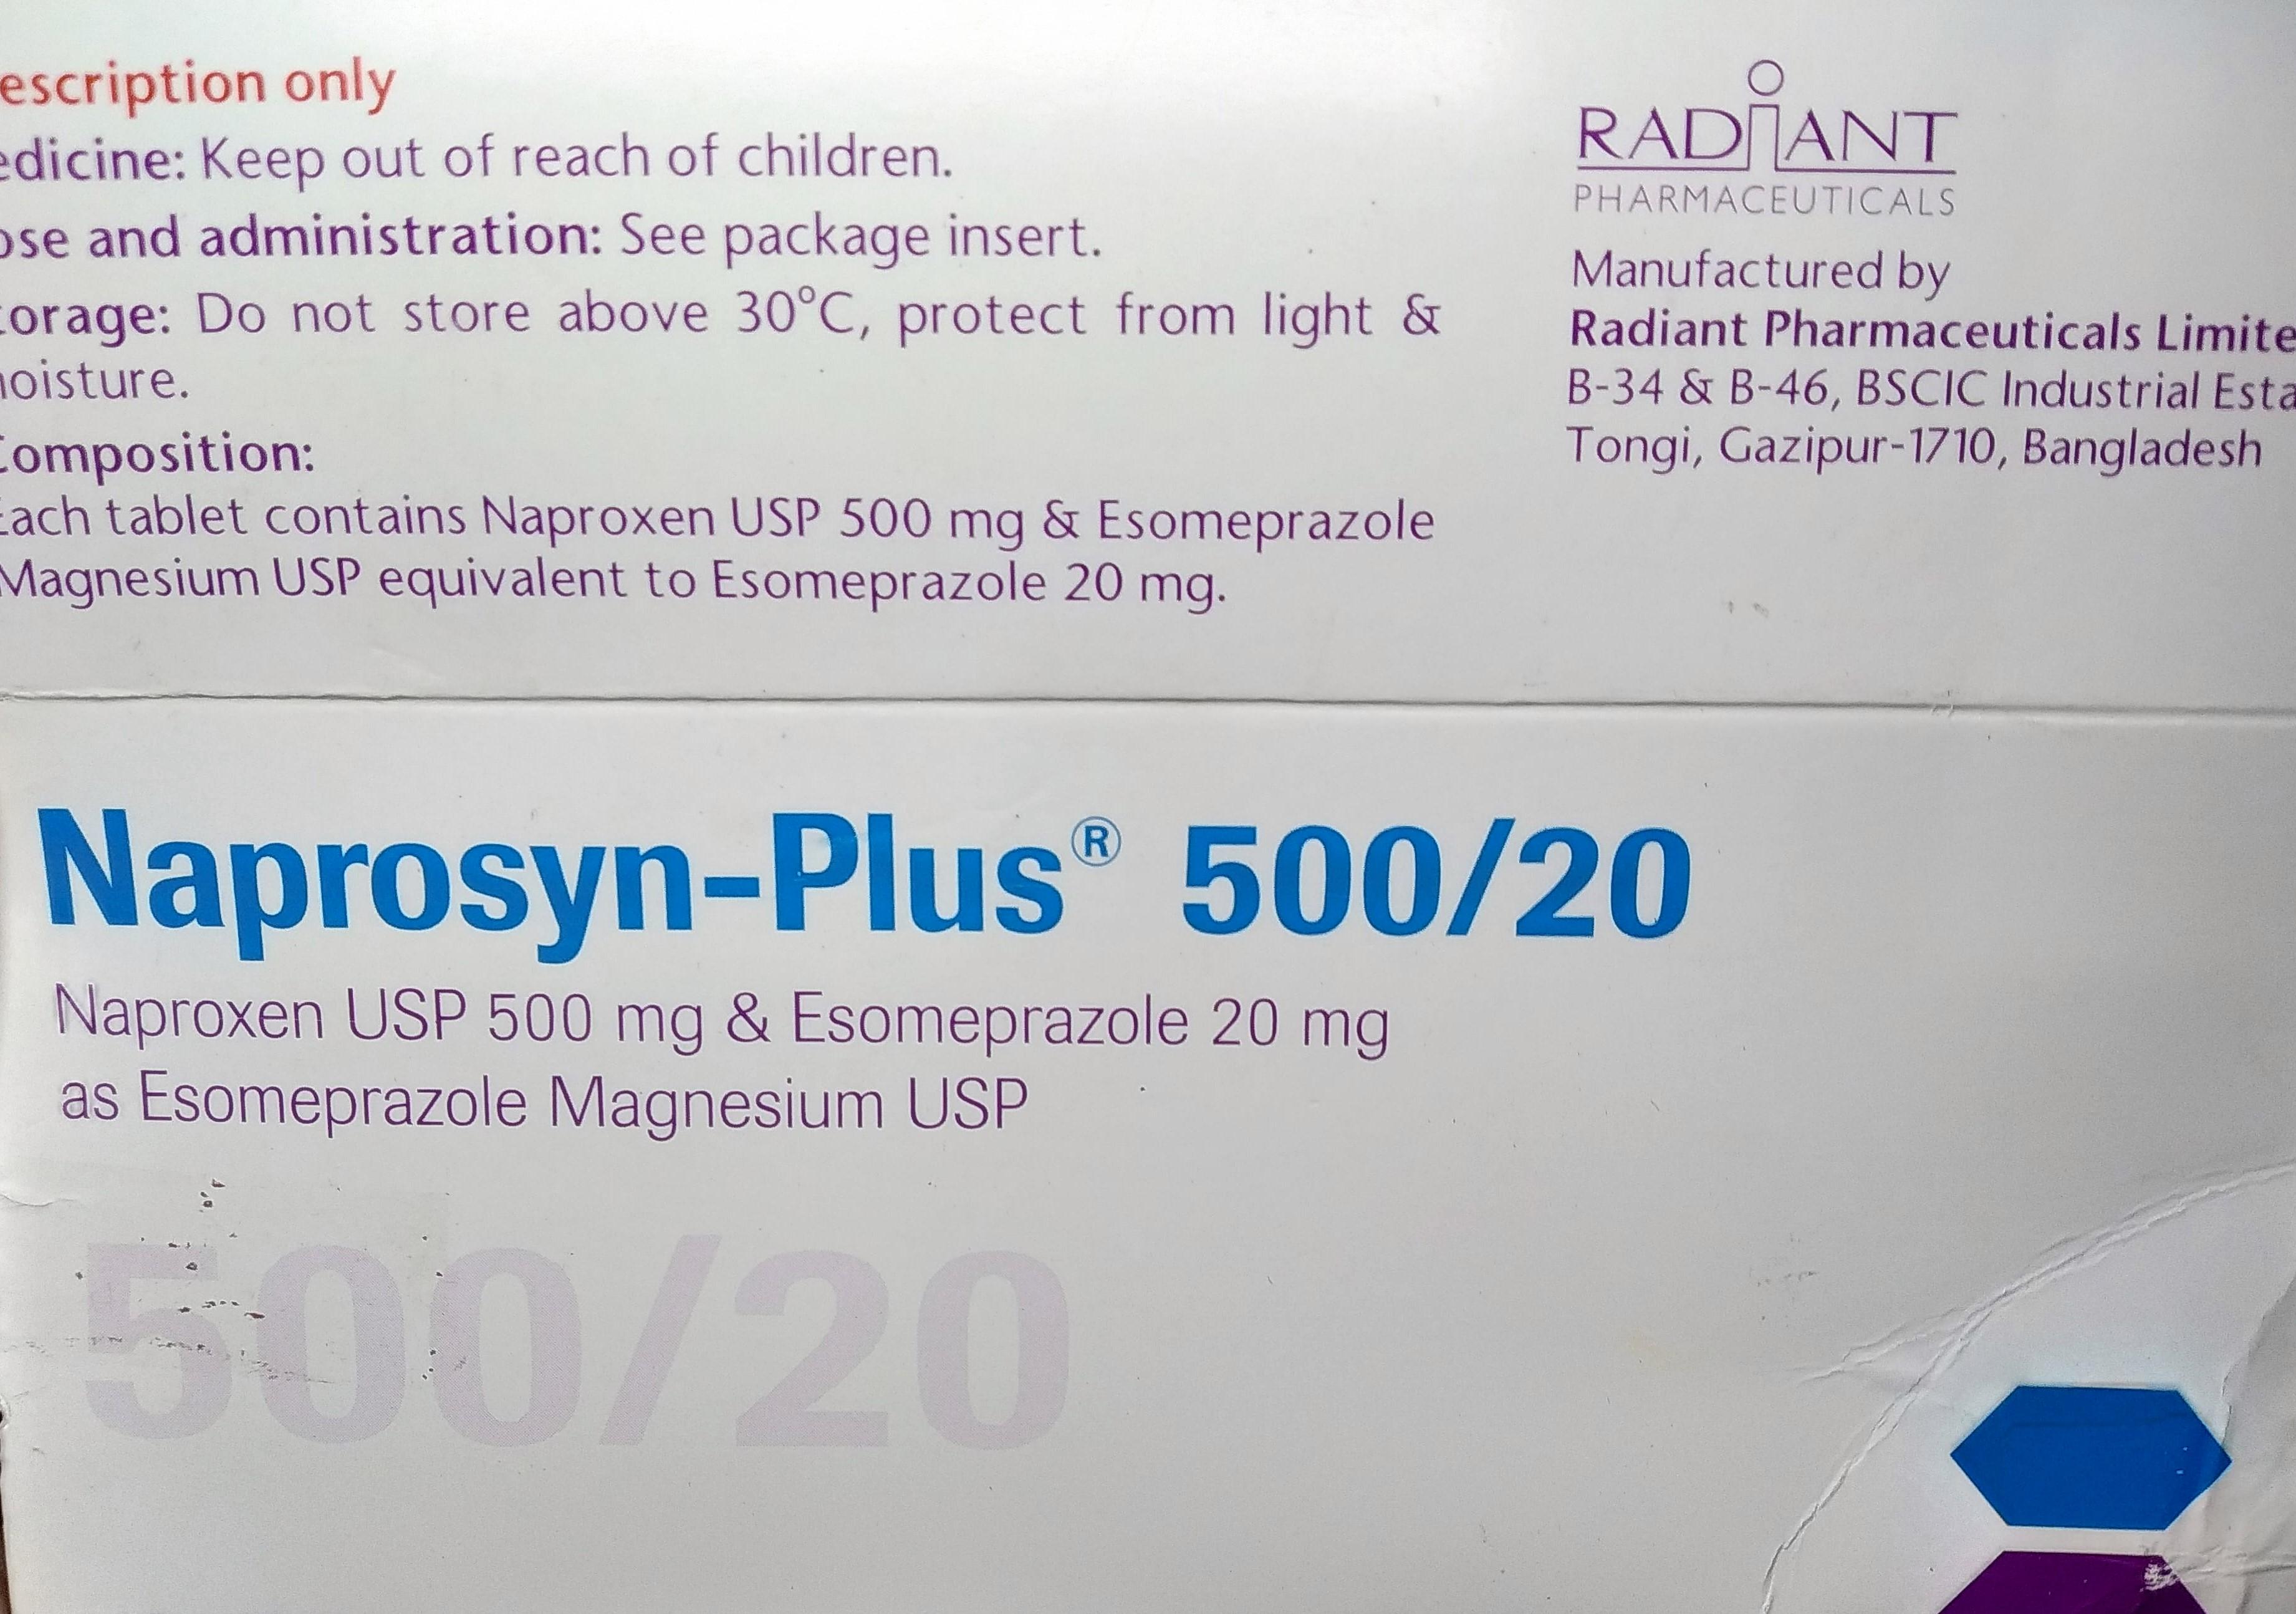 escription only
edicine: Keep out of reach of children.
ose and administration: See package insert.
torage: Do not store above 30°C, protect from light &
oisture.
Composition:
Each tablet contains Naproxen USP 500 mg & Esomeprazole
Magnesium USP equivalent to Esomeprazole 20 mg.
RADiANT
PHARMACEUTICALS
Manufactured by
Radiant Pharmaceuticals Limite
B-34 & B-46, BSCIC Industrial Esta
Tongi, Gazipur-1710, Bangladesh
Naprosyn-Plus® 500/20
Naproxen USP 500 mg & Esomeprazole 20 mg
as Esomeprazole Magnesium USP
500/20